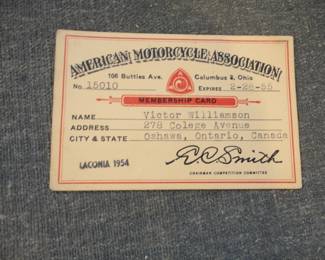 AMERICAN MOTORCYCLE ASSOCIATION
106 Buttles Ave. Columbus 8, Ohio
No. 15010 EXPIRES 2-28-55
MEMBERSHIP CARD
NAME Victor Williamson
ADDRESS 278 Colege Avenue
CITY & STATE Oshawa, Ontario, Canada
LACONIA 1954
E.C. Smith
CHAIRMAN COMPETITION COMMITTEE